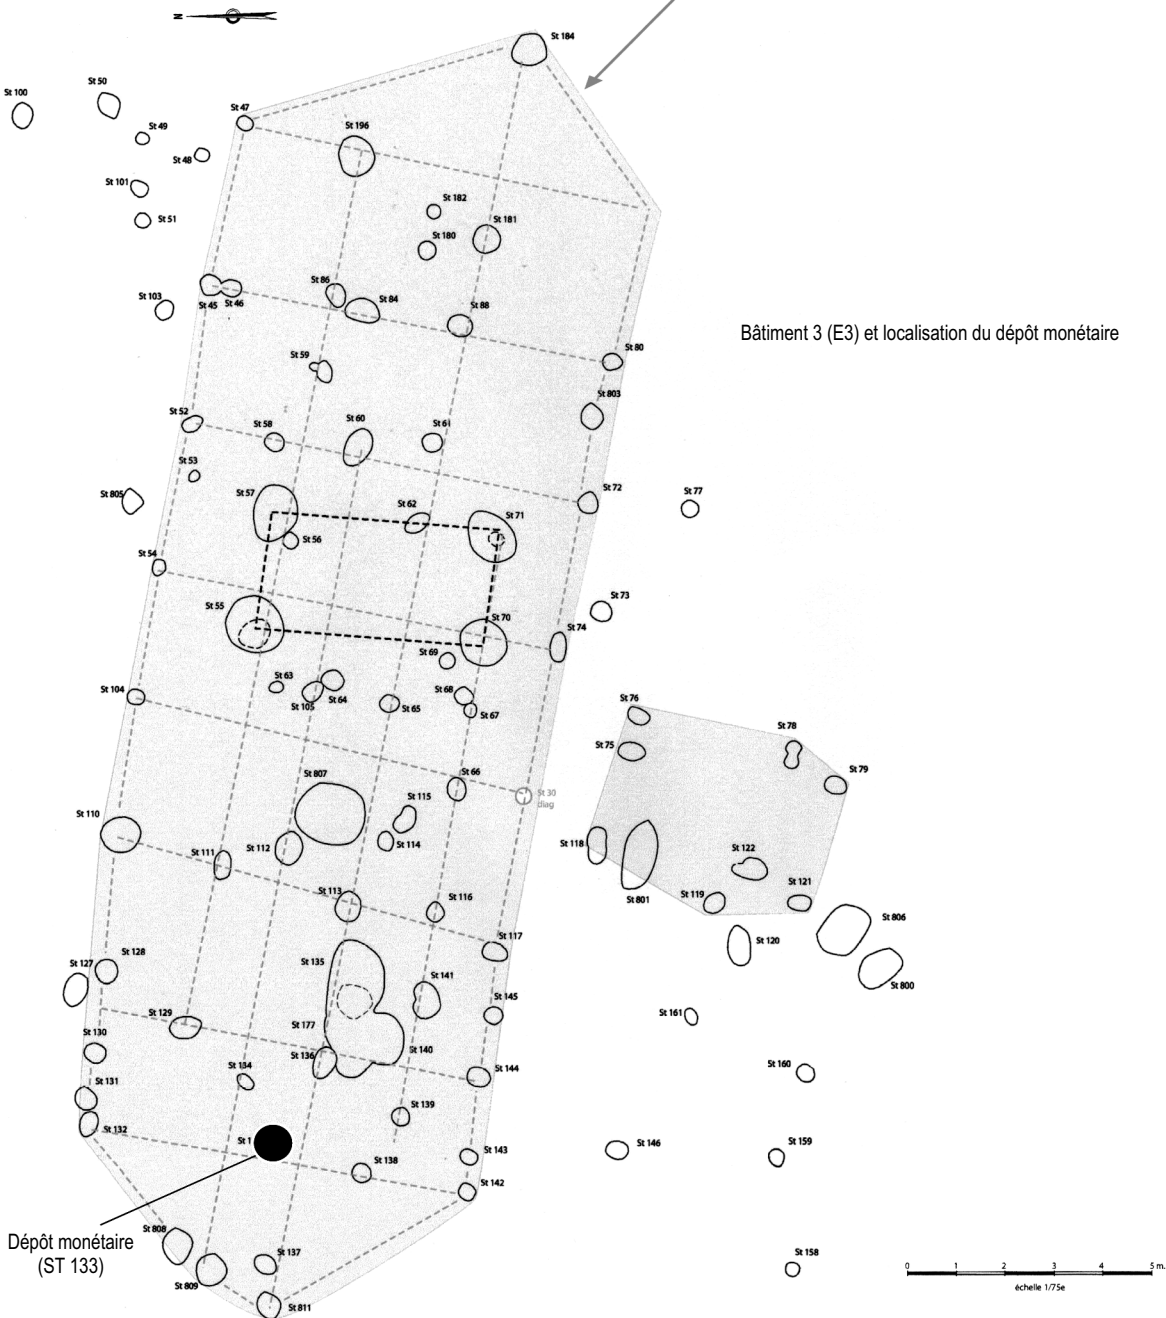 N
St 184
St 50
St 100
St 47
St 49
St 196
St 48
St 101
St 182
St 51
St 181
St 180
St 86
St 84
St 103
St 45
St 46
St 88
Bâtiment 3 (E3) et localisation du dépôt monétaire
St 80
St 59
St 803
St 52
St 58
St 60
St 61
St 53
St 57
St 805
St 62
St 71
St 72
St 77
St 56
St 54
St 55
St 70
St 73
St 74
St 69
St 63
St 105
St 64
St 104
St 65
St 68
St 67
St 76
St 75
St 78
St 79
St 807
St 66
St 30
diag
St 115
St 110
St 114
St 111
St 112
St 118
St 801
St 122
St 113
St 116
St 119
St 121
St 806
St 117
St 120
St 135
St 128
St 127
St 141
St 800
St 145
St 129
St 177
St 161
St 130
St 136
St 140
St 134
St 144
St 160
St 131
St 132
St 139
St 1
St 143
St 146
St 159
St 138
St 142
Dépôt monétaire
(ST 133)
St 808
St 137
St 809
St 158
St 811
0 1 2 3 4 5 m.
échelle 1/75e